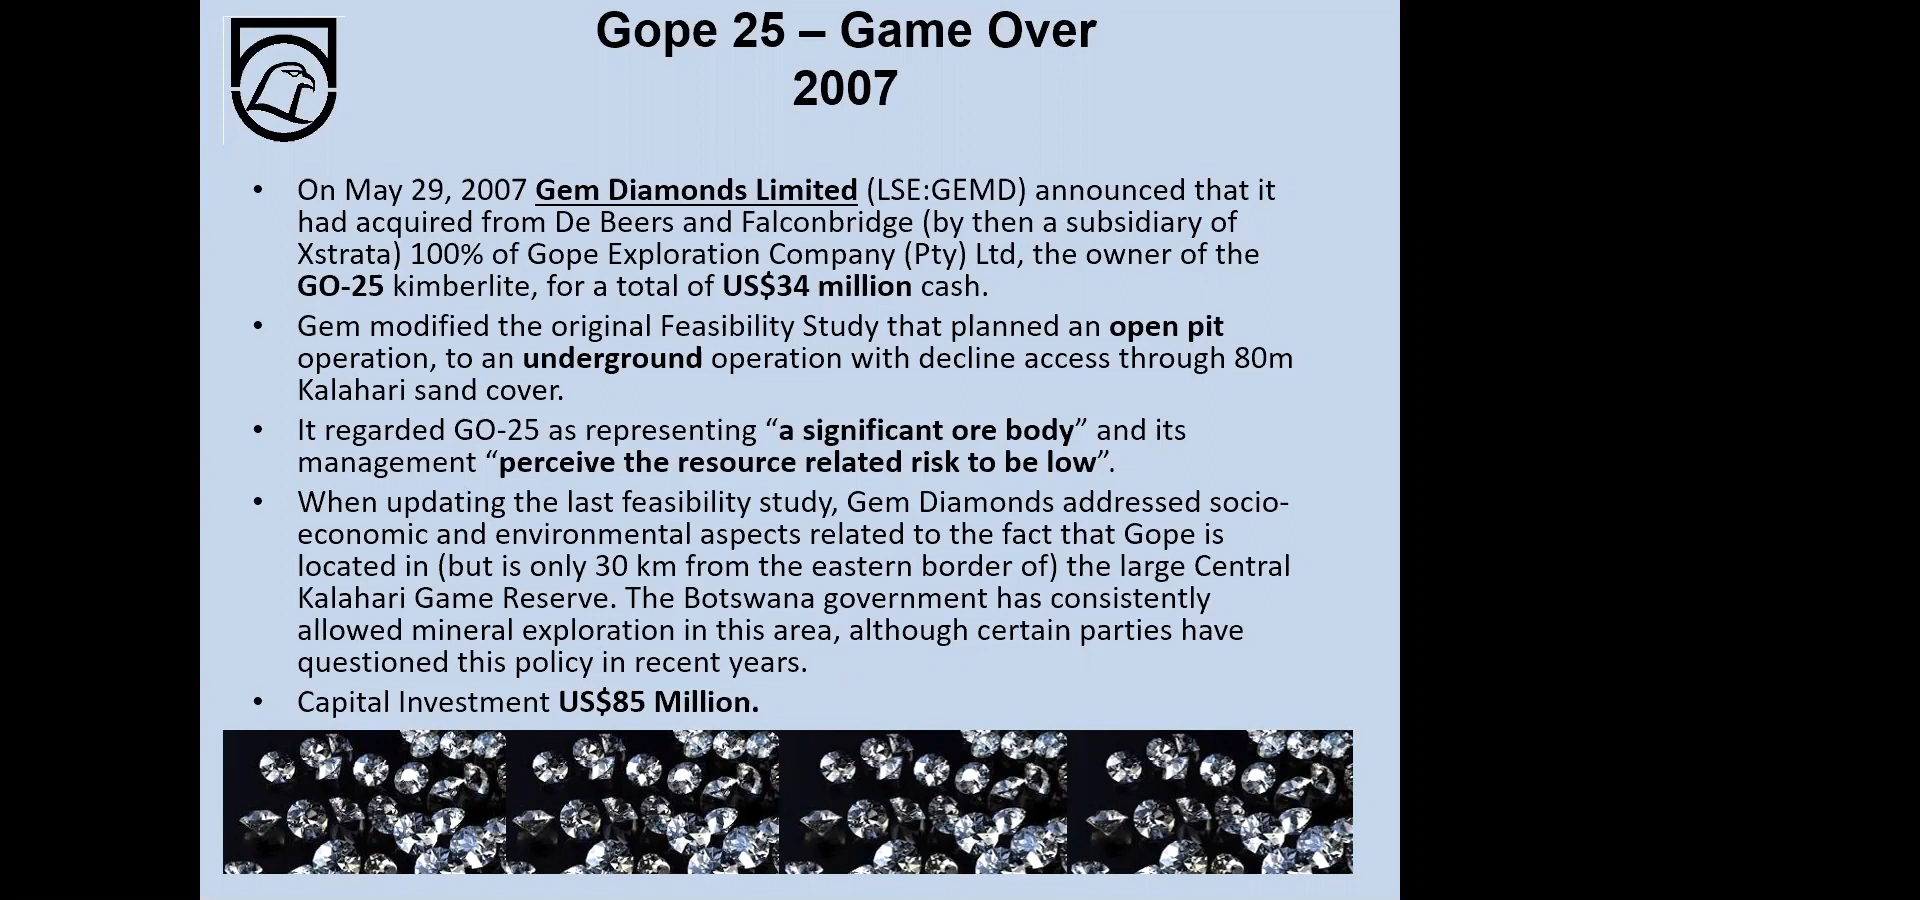 Gope 25 – Game Over
2007
• On May 29, 2007 Gem Diamonds Limited (LSE:GEMD) announced that it
had acquired from De Beers and Falconbridge (by then a subsidiary of
Xstrata) 100% of Gope Exploration Company (Pty) Ltd, the owner of the
GO-25 kimberlite, for a total of US$34 million cash.
• Gem modified the original Feasibility Study that planned an open pit
operation, to an underground operation with decline access through 80m
Kalahari sand cover.
• It regarded GO-25 as representing “a significant ore body” and its
management “perceive the resource related risk to be low”.
• When updating the last feasibility study, Gem Diamonds addressed socio-
economic and environmental aspects related to the fact that Gope is
located in (but is only 30 km from the eastern border of) the large Central
Kalahari Game Reserve. The Botswana government has consistently
allowed mineral exploration in this area, although certain parties have
questioned this policy in recent years.
• Capital Investment US$85 Million.